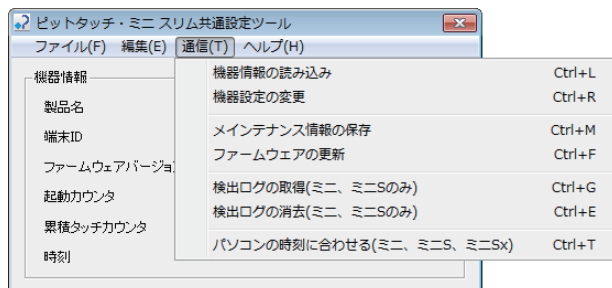 ピットタッチ・ミニ スリム共通設定ツール
ファイル(F) 編集(E) 通信(T) ヘルプ(H)
機器情報
製品名
端末ID
ファームウェアバージョ
起動カウンタ
累積タッチカウンタ
時刻
機器情報の読み込み Ctrl+L
機器設定の変更 Ctrl+R
メインテナンス情報の保存 Ctrl+M
ファームウェアの更新 Ctrl+F
検出ログの取得(ミニ、ミニSのみ) Ctrl+G
検出ログの消去(ミニ、ミニSのみ) Ctrl+E
パソコンの時刻に合わせる(ミニ、ミニS、ミニSx) Ctrl+T